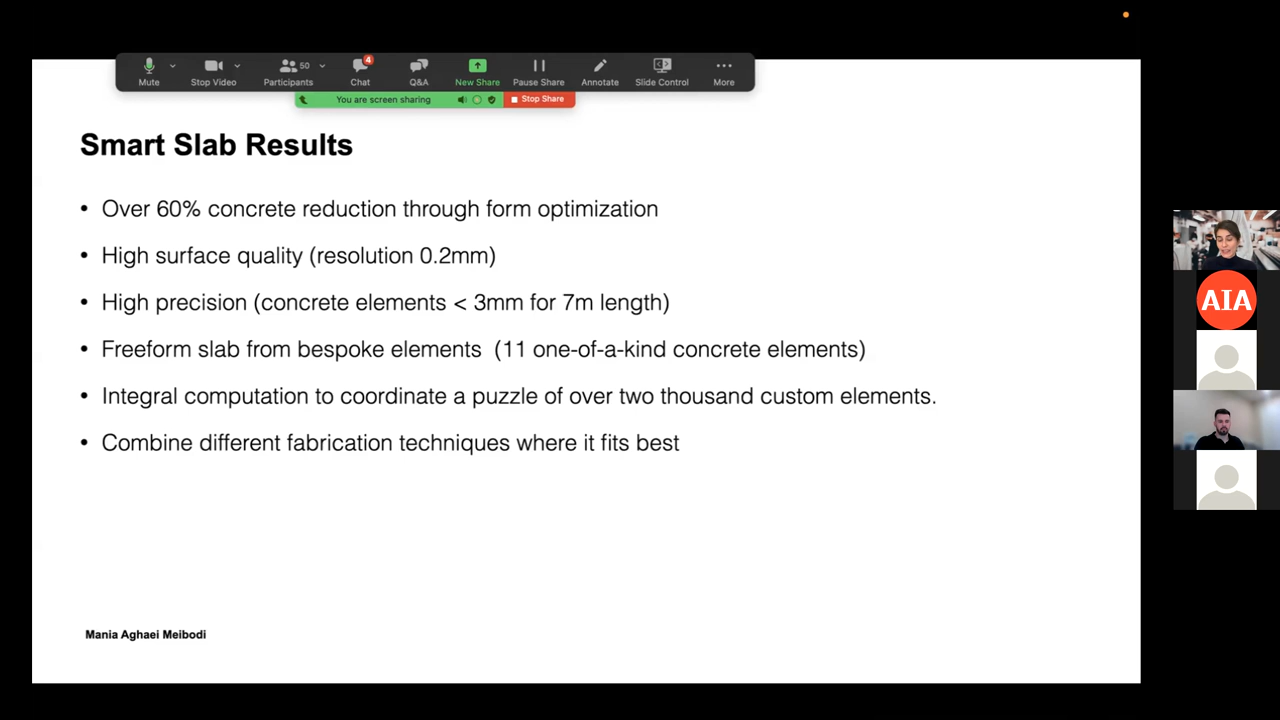 50
4
Mute
Stop Video
Participants
Chat
Q&A
New Share
Pause Share
Annotate
Slide Control
More
You are screen sharing
Stop Share
Smart Slab Results
• Over 60% concrete reduction through form optimization
• High surface quality (resolution 0.2mm)
• High precision (concrete elements < 3mm for 7m length)
• Freeform slab from bespoke elements  (11 one-of-a-kind concrete elements)
• Integral computation to coordinate a puzzle of over two thousand custom elements.
• Combine different fabrication techniques where it fits best
Mania Aghaei Meibodi
AIA